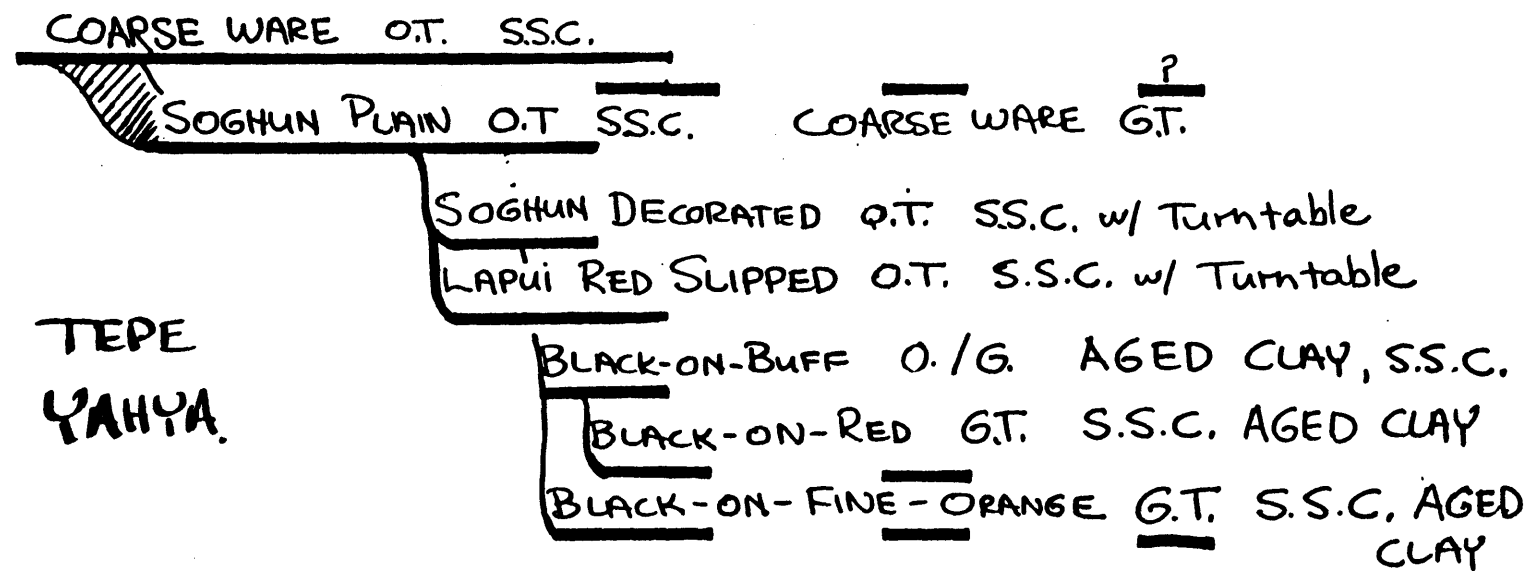 COARSE WARE O.T. S.S.C.
?
SOGHUN PLAIN O.T S.S.C. COARSE WARE G.T.
SOGHUN DECORATED O.T. S.S.C. w/ Turntable
LAPUi RED SLIPPED O.T. S.S.C. w/ Turntable
TEPE
YAHYA.
BLACK-ON-BUFF O./G. AGED CLAY, S.S.C.
BLACK-ON-RED G.T. S.S.C. AGED CLAY
BLACK-ON-FINE-ORANGE G.T. S.S.C. AGED
CLAY